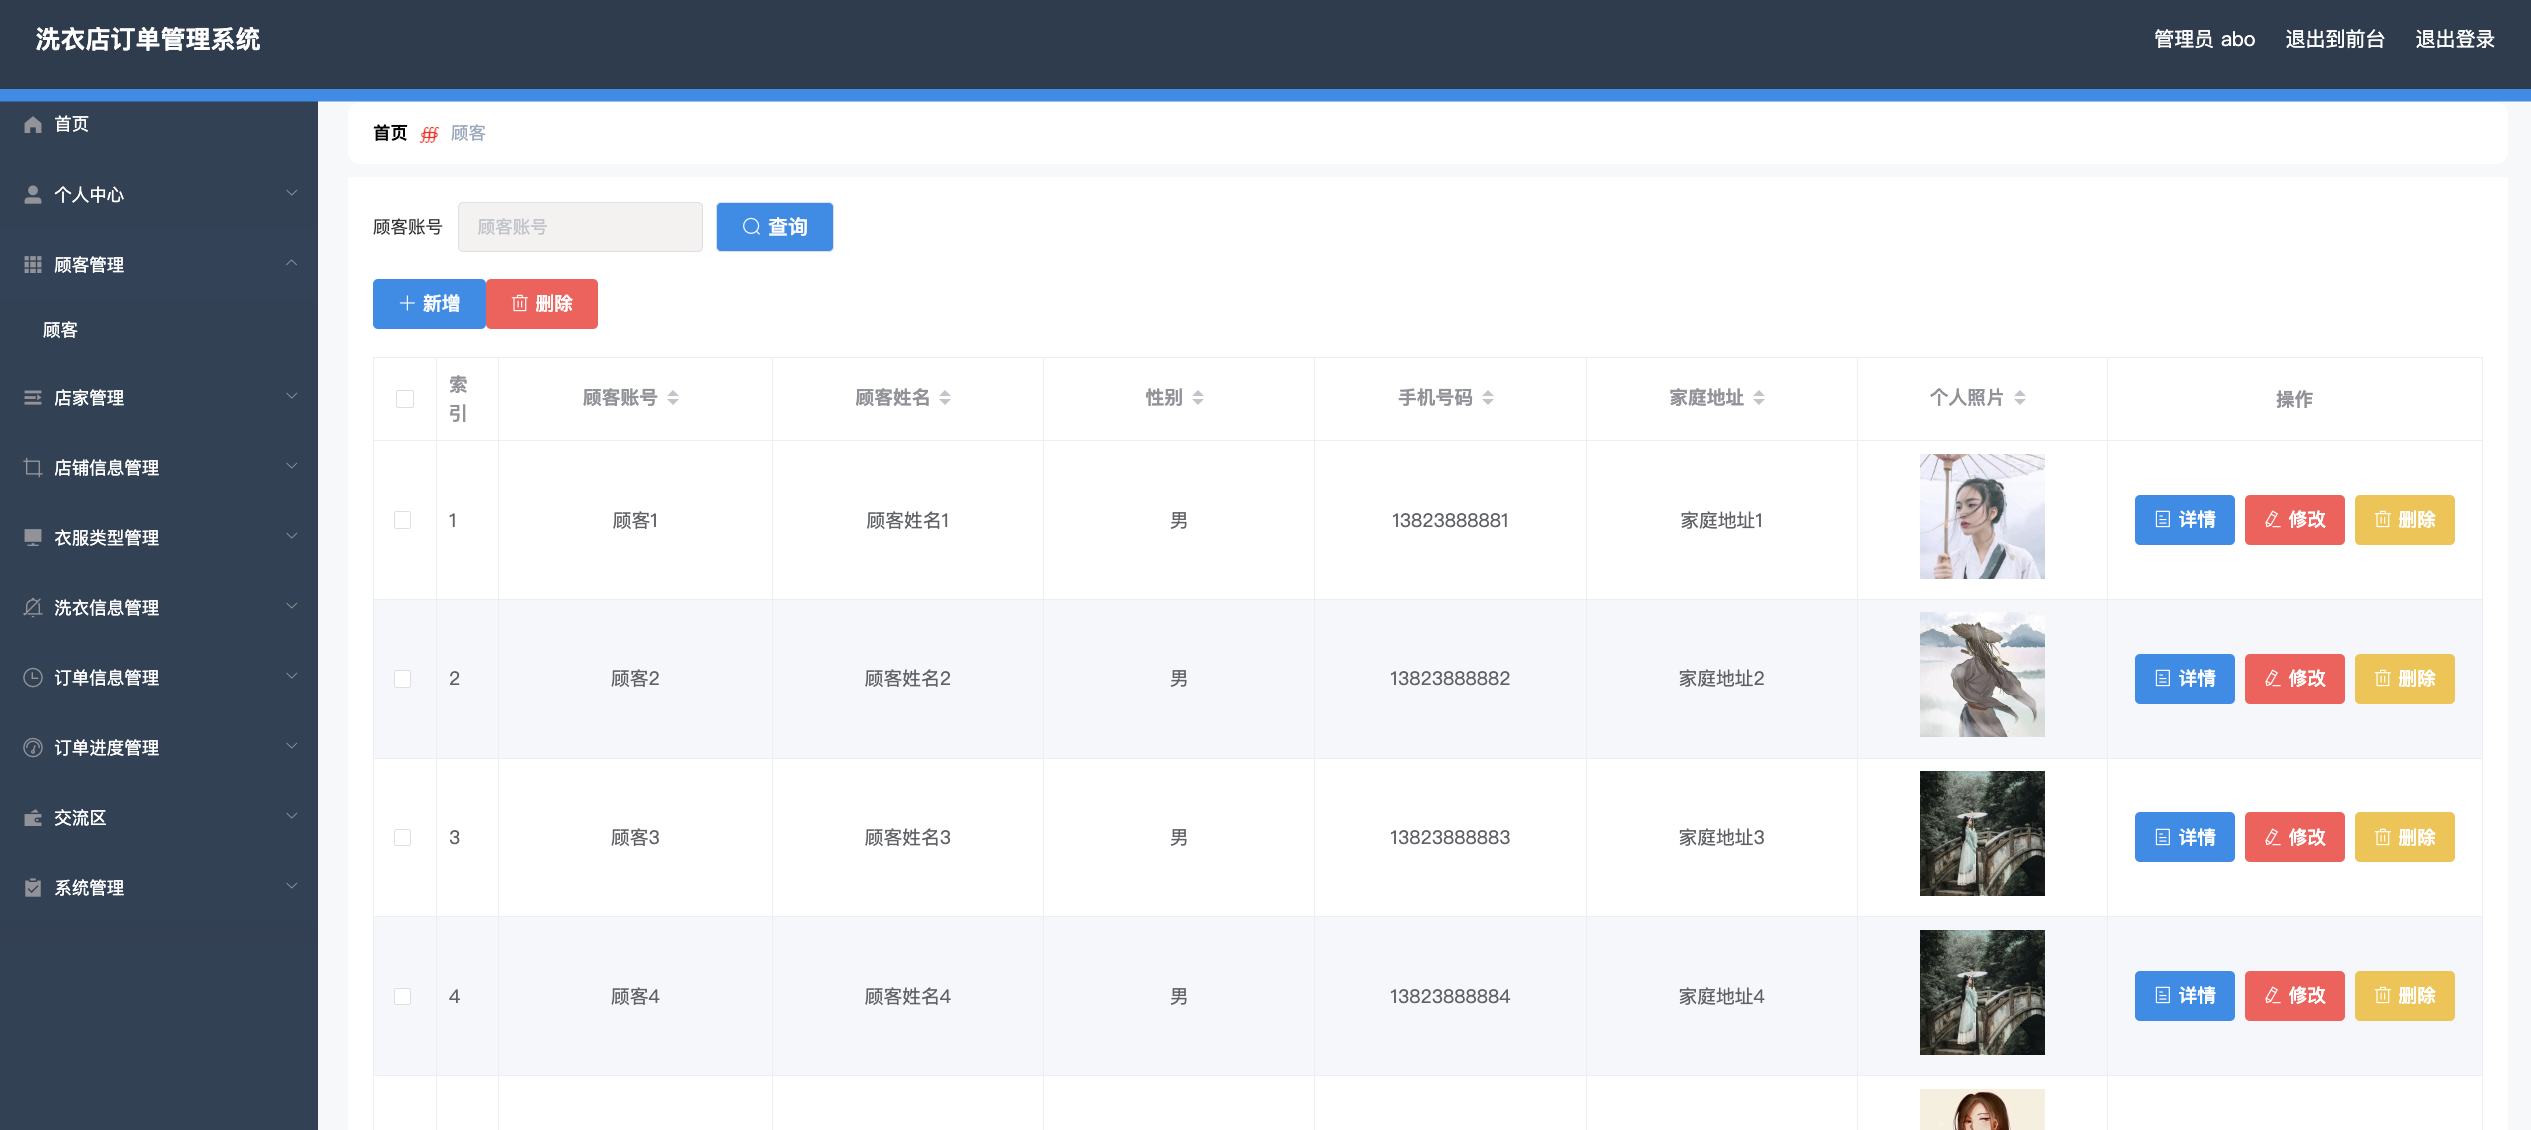 洗衣店订单管理系统
管理员 abo 退出到前台 退出登录
首页
个人中心
顾客管理
顾客
店家管理
店铺信息管理
衣服类型管理
洗衣信息管理
订单信息管理
订单进度管理
交流区
系统管理
首页 顾客
顾客账号 顾客账号 查询
新增 删除
索引 顾客账号 顾客姓名 性别 手机号码 家庭地址 个人照片 操作
1 顾客1 顾客姓名1 男 13823888881 家庭地址1 详情 修改 删除
2 顾客2 顾客姓名2 男 13823888882 家庭地址2 详情 修改 删除
3 顾客3 顾客姓名3 男 13823888883 家庭地址3 详情 修改 删除
4 顾客4 顾客姓名4 男 13823888884 家庭地址4 详情 修改 删除